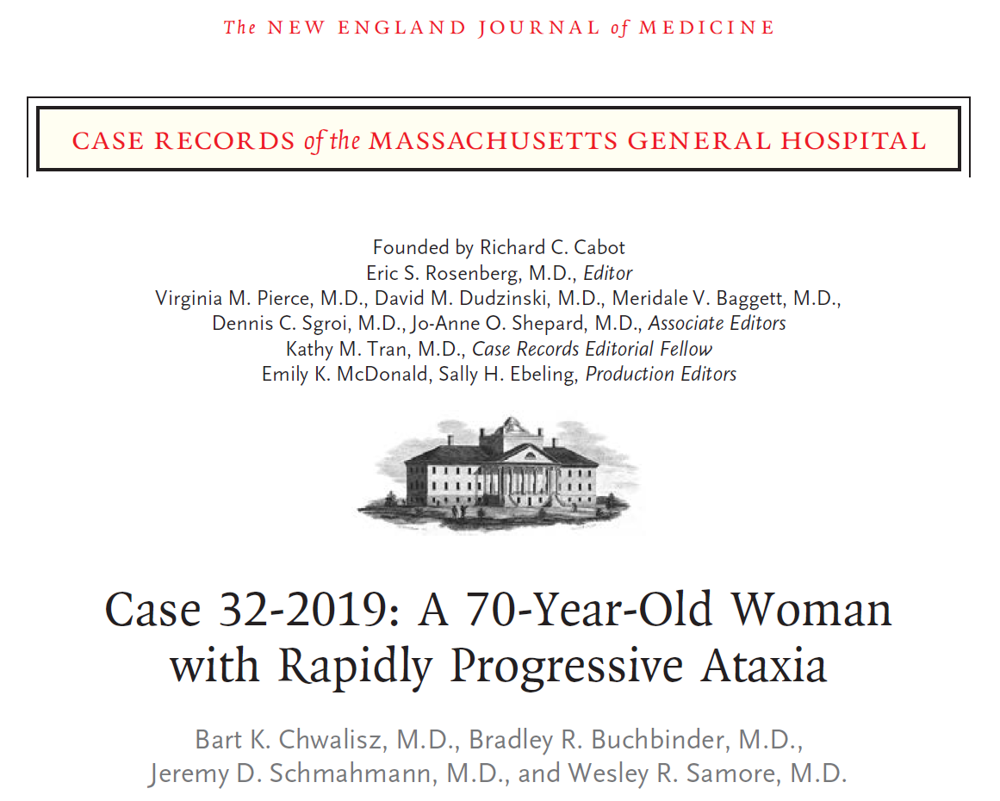 The NEW ENGLAND JOURNAL of MEDICINE
CASE RECORDS of the MASSACHUSETTS GENERAL HOSPITAL
Founded by Richard C. Cabot
Eric S. Rosenberg, M.D., Editor
Virginia M. Pierce, M.D., David M. Dudzinski, M.D., Meridale V. Baggett, M.D.,
Dennis C. Sgroi, M.D., Jo-Anne O. Shepard, M.D., Associate Editors
Kathy M. Tran, M.D., Case Records Editorial Fellow
Emily K. McDonald, Sally H. Ebeling, Production Editors
Case 32-2019: A 70-Year-Old Woman
with Rapidly Progressive Ataxia
Bart K. Chwalisz, M.D., Bradley R. Buchbinder, M.D.,
Jeremy D. Schmahmann, M.D., and Wesley R. Samore, M.D.